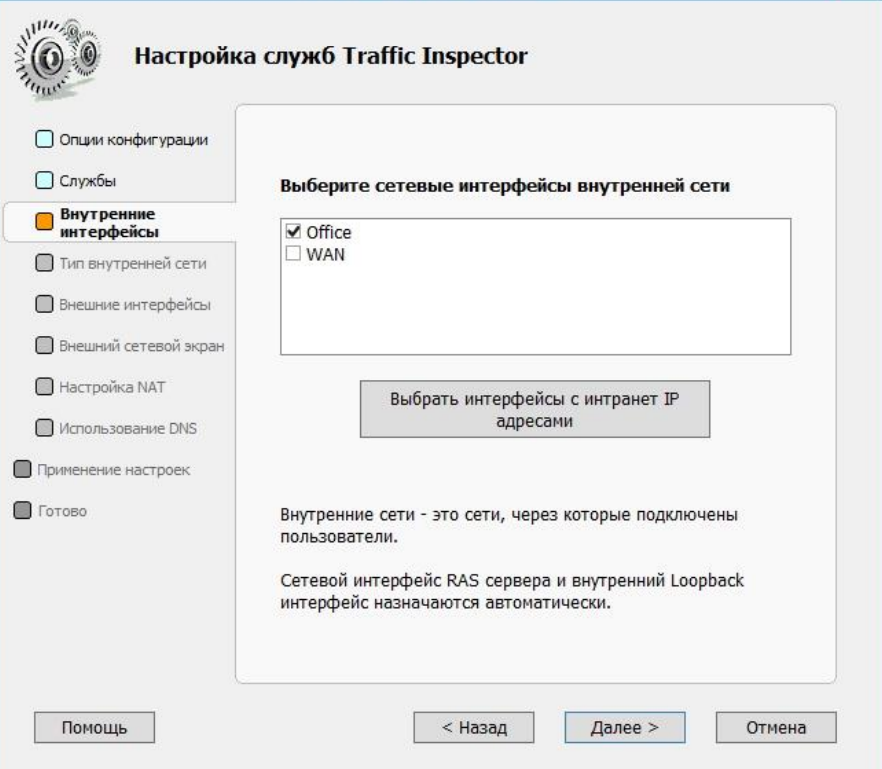 Настройка служб Traffic Inspector
Опции конфигурации
Службы
Внутренние
интерфейсы
Тип внутренней сети
Внешние интерфейсы
Внешний сетевой экран
Настройка NAT
Использование DNS
Применение настроек
Готово
Выберите сетевые интерфейсы внутренней сети
Office
WAN
Выбрать интерфейсы с интранет IP
адресами
Внутренние сети - это сети, через которые подключены
пользователи.
Сетевой интерфейс RAS сервера и внутренний Loopback
интерфейс назначаются автоматически.
Помощь
< Назад
Далее >
Отмена